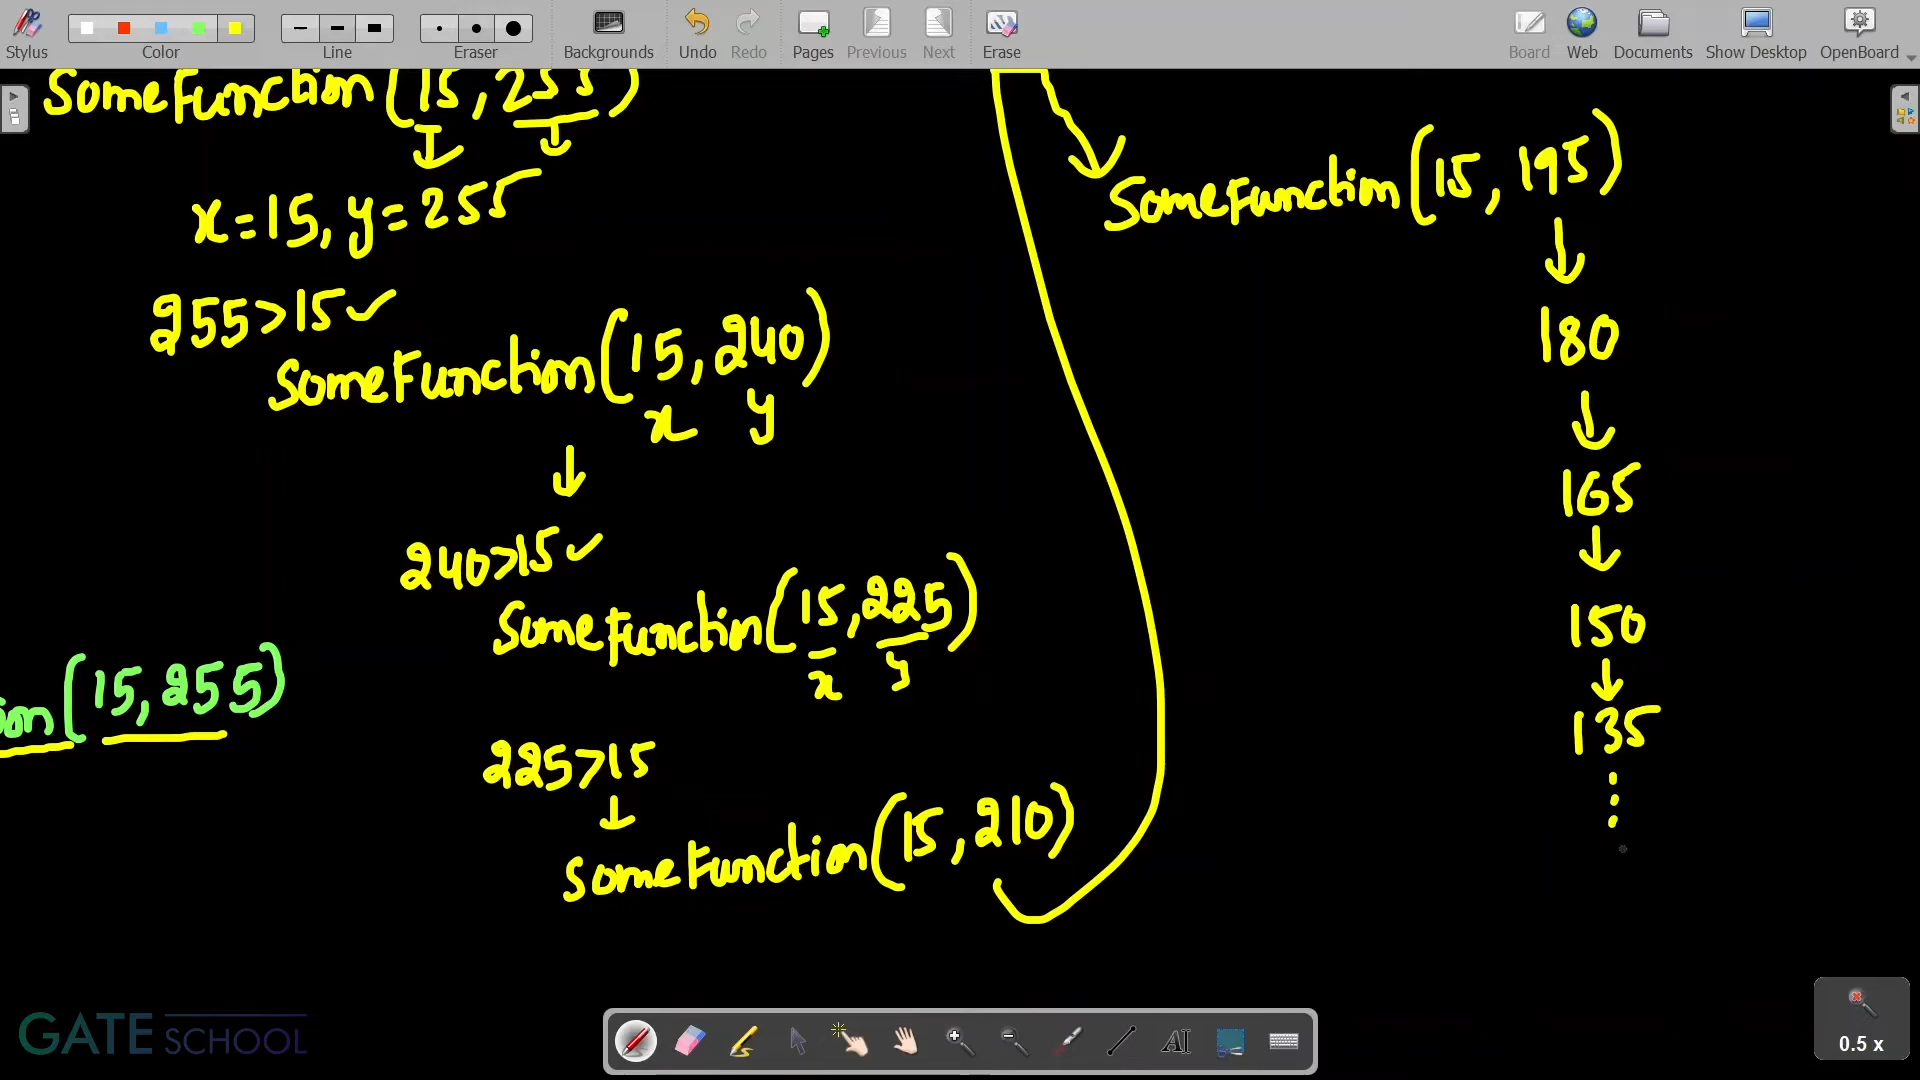 Stylus
Color
Line
Eraser
Backgrounds
Undo
Redo
Pages
Previous
Next
Erase
Board
Web
Documents
Show Desktop
OpenBoard
SomeFunction(15, 255)
x=15, y=255
255>15✓
SomeFunction(15, 240)
x y
↓
240>15✓
SomeFunction(15, 225)
x y
225>15
↓
SomeFunction(15, 210)
ion(15, 255)
SomeFunction(15, 195)
↓
180
↓
165
↓
150
↓
135
⋮
GATE SCHOOL
AI
0.5 x